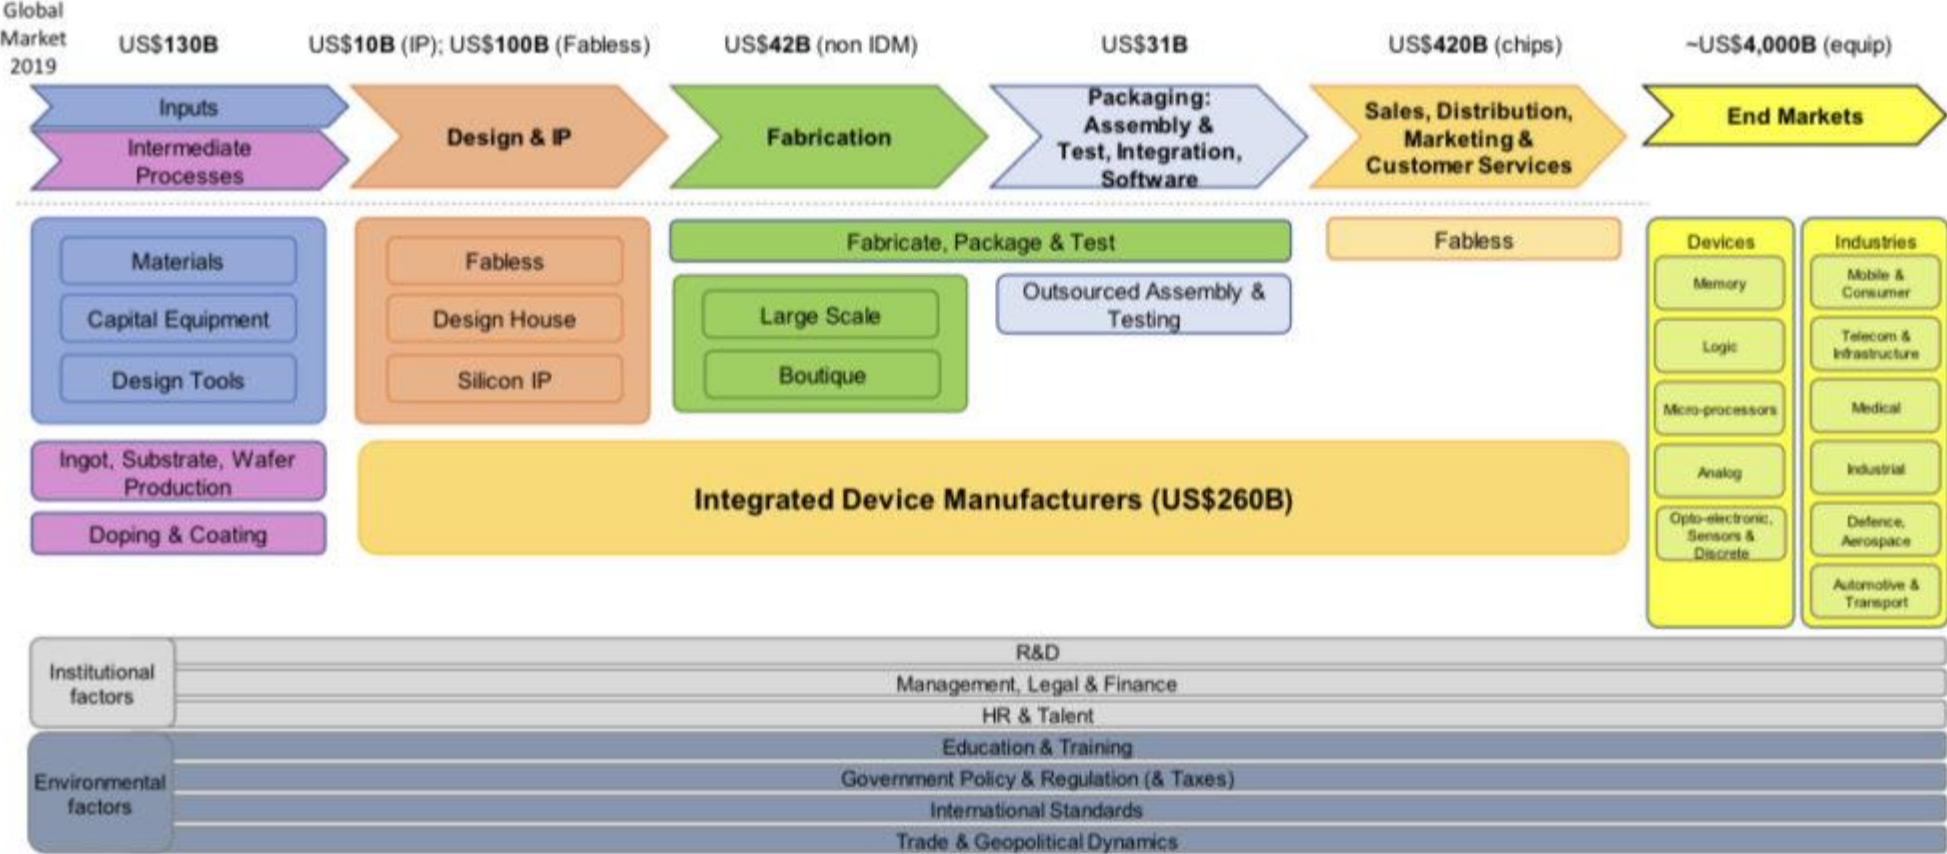 Global
Market
2019
US$130B
US$10B (IP); US$100B (Fabless)
US$42B (non IDM)
US$31B
US$420B (chips)
~US$4,000B (equip)
Inputs
Intermediate
Processes
Design & IP
Fabrication
Packaging:
Assembly &
Test, Integration,
Software
Sales, Distribution,
Marketing &
Customer Services
End Markets
Materials
Capital Equipment
Design Tools
Ingot, Substrate, Wafer
Production
Doping & Coating
Fabless
Design House
Silicon IP
Fabricate, Package & Test
Large Scale
Boutique
Outsourced Assembly &
Testing
Fabless
Integrated Device Manufacturers (US$260B)
Devices
Memory
Logic
Micro-processors
Analog
Opto-electronic,
Sensors &
Discrete
Industries
Mobile &
Consumer
Telecom &
Infrastructure
Medical
Industrial
Defence,
Aerospace
Automotive &
Transport
Institutional
factors
R&D
Management, Legal & Finance
HR & Talent
Environmental
factors
Education & Training
Government Policy & Regulation (& Taxes)
International Standards
Trade & Geopolitical Dynamics